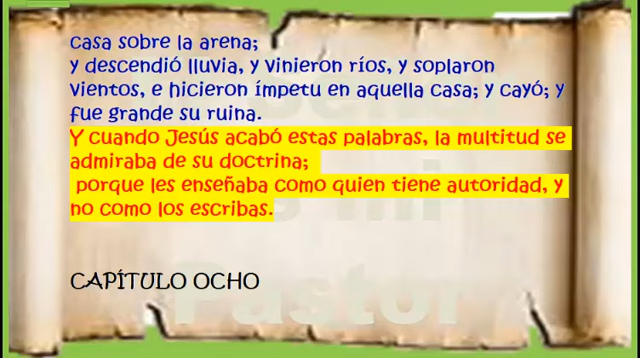 casa sobre la arena;
y descendió lluvia, y vinieron ríos, y soplaron
vientos, e hicieron ímpetu en aquella casa; y cayó; y
fue grande su ruina.
Y cuando Jesús acabó estas palabras, la multitud se
admiraba de su doctrina;
porque les enseñaba como quien tiene autoridad, y
no como los escribas.
CAPÍTULO OCHO
mi
Pastor